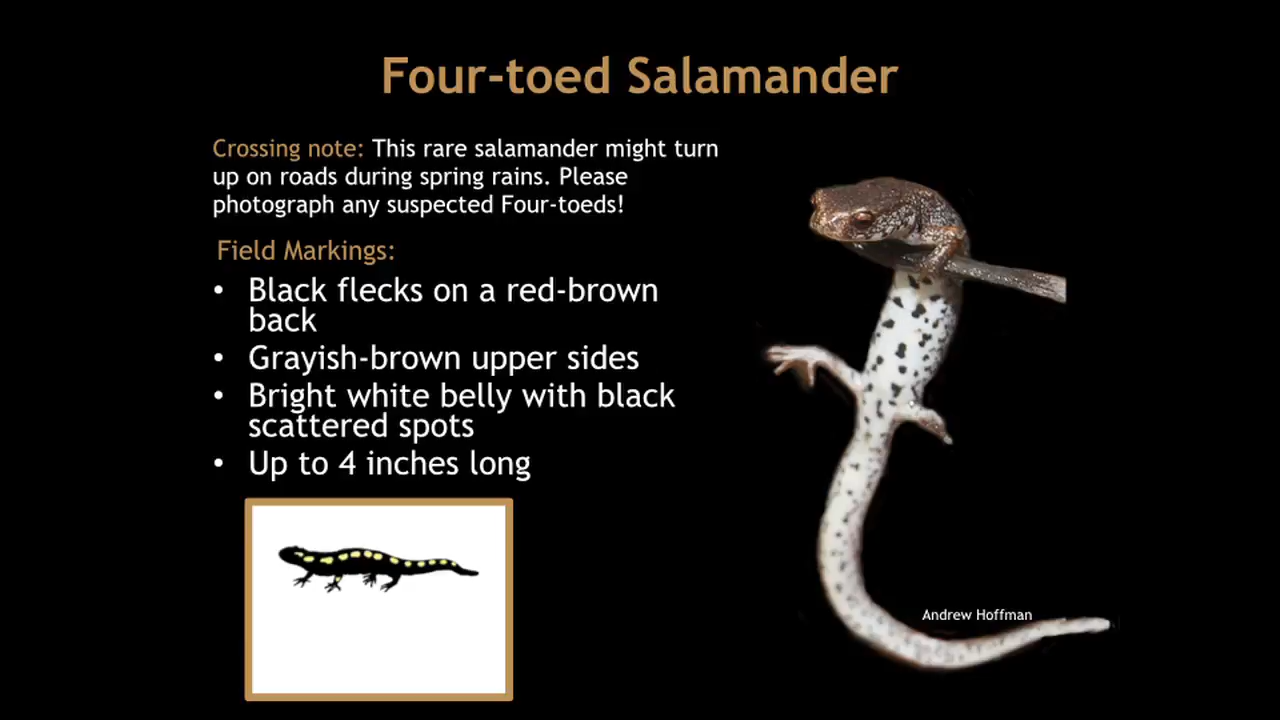 Four-toed Salamander
Crossing note: This rare salamander might turn
up on roads during spring rains. Please
photograph any suspected Four-toeds!
Field Markings:
• Black flecks on a red-brown
back
• Grayish-brown upper sides
• Bright white belly with black
scattered spots
• Up to 4 inches long
Andrew Hoffman